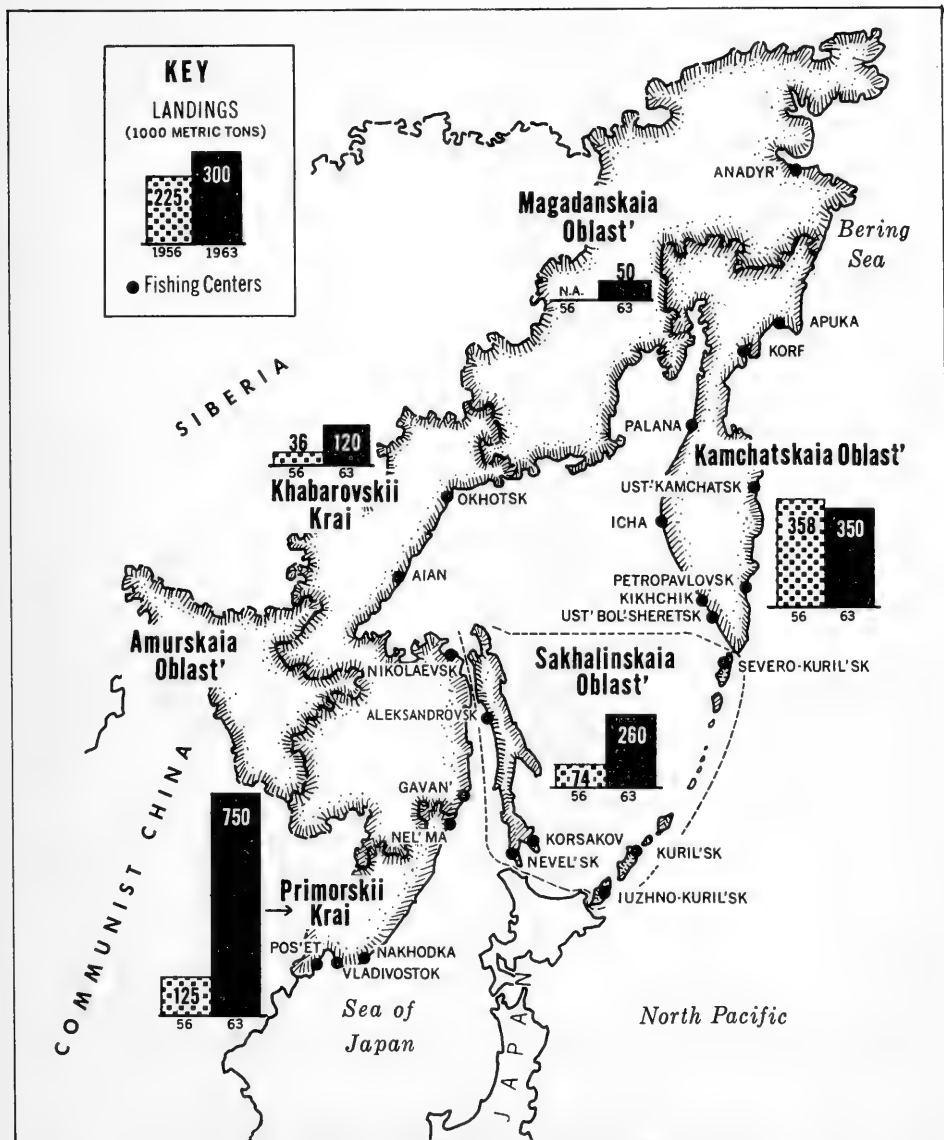 KEY
LANDINGS
(1000 METRIC TONS)
225
300
1956
1963
Fishing Centers
ANADYR'
Magadanskaia
Oblast'
Bering
Sea
50
N.A.
56
63
APUKA
KORF
SIBERIA
PALANA
36
120
56
63
Khabarovskii
Krai
Kamchatskaia Oblast'
UST'-KAMCHATSK
OKHOTSK
ICHA
358
350
56
63
AIAN
PETROPAVLOVSK
KIKHCHIK
UST' BOL'SHERETSK
Amurskaia
Oblast'
NIKOLAEVSK
Sakhalinskaia
Oblast'
SEVERO-KURIL'SK
ALEKSANDROVSK
260
74
56
63
GAVAN'
NEL'MA
KORSAKOV
NEVEL'SK
KURIL'SK
IUZHNO-KURIL'SK
COMMUNIST CHINA
750
125
56
63
Primorskii
Krai
POS'ET
NAKHODKA
VLADIVOSTOK
Sea of
Japan
JAPAN
North Pacific